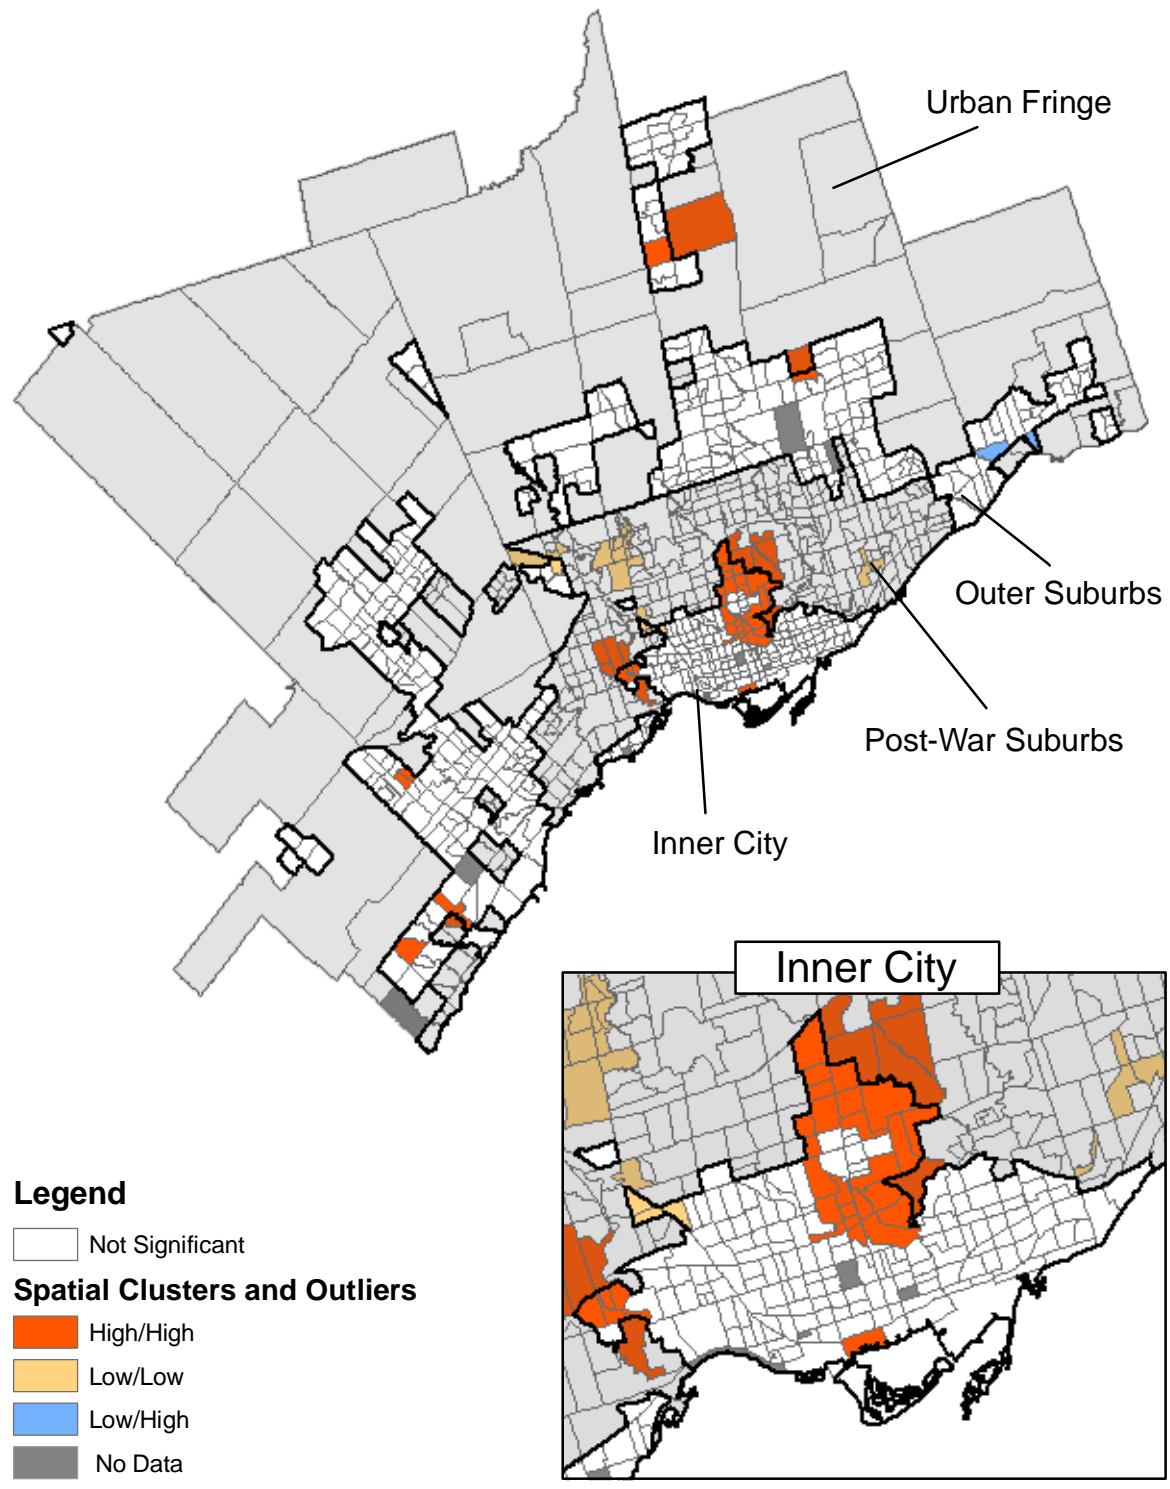 Urban Fringe
Outer Suburbs
Post-War Suburbs
Inner City
Inner City
Legend
Not Significant
Spatial Clusters and Outliers
High/High
Low/Low
Low/High
No Data